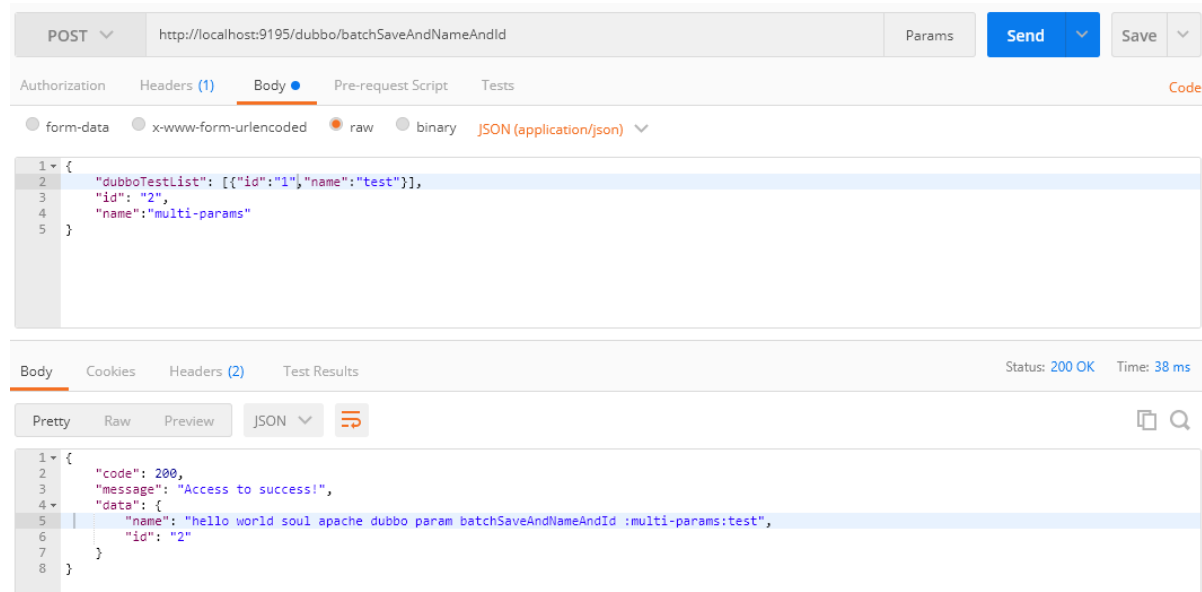 POST http://localhost:9195/dubbo/batchSaveAndNameAndId Params Send Save
Authorization Headers (1) Body Pre-request Script Tests Code
form-data x-www-form-urlencoded raw binary JSON (application/json)
1 {
2 "dubboTestList": [{"id":"1","name":"test"}],
3 "id": "2",
4 "name":"multi-params"
5 }
Body Cookies Headers (2) Test Results Status: 200 OK Time: 38 ms
Pretty Raw Preview JSON
1 {
2 "code": 200,
3 "message": "Access to success!",
4 "data": {
5 "name": "hello world soul apache dubbo param batchSaveAndNameAndId :multi-params:test",
6 "id": "2"
7 }
8 }